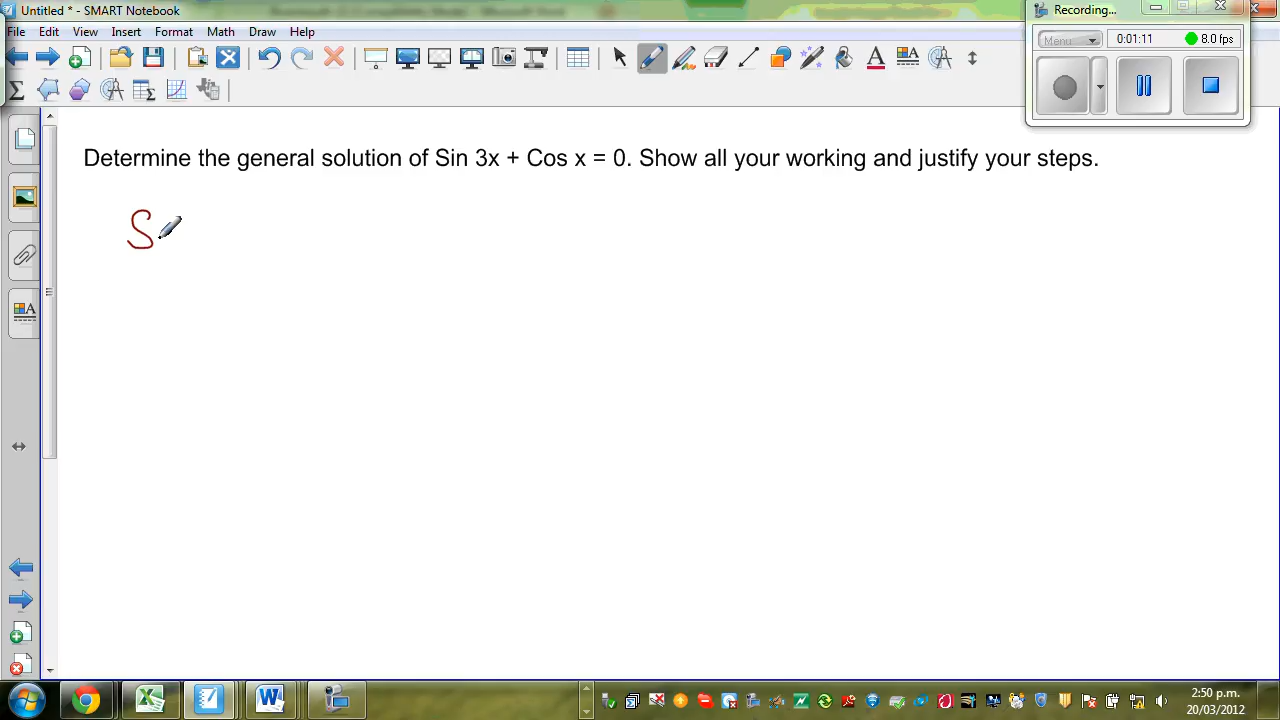 Untitled * - SMART Notebook
File Edit View Insert Format Math Draw Help
Recording...
Menu 0:01:11 8.0 fps
Determine the general solution of Sin 3x + Cos x = 0. Show all your working and justify your steps.
S
2:50 p.m.
20/03/2012